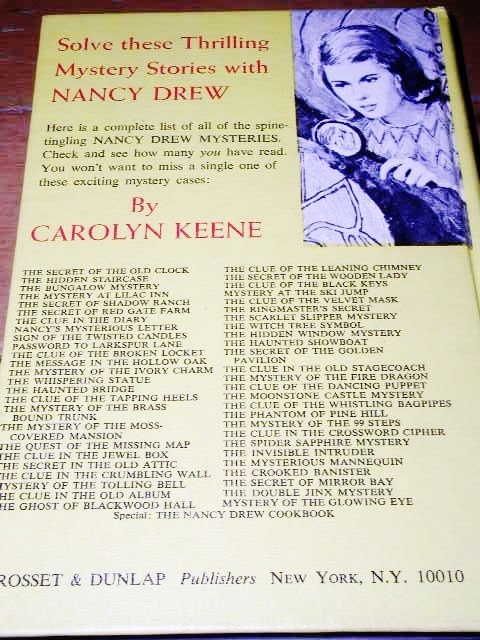 Solve these Thrilling
Mystery Stories with
NANCY DREW
Here is a complete list of all of the spine-
tingling NANCY DREW MYSTERIES.
Check and see how many you have read.
You won't want to miss a single one of
these exciting mystery cases:
By
CAROLYN KEENE
THE SECRET OF THE OLD CLOCK
THE HIDDEN STAIRCASE
THE BUNGALOW MYSTERY
THE MYSTERY AT LILAC INN
THE SECRET OF SHADOW RANCH
THE SECRET OF RED GATE FARM
THE CLUE IN THE DIARY
NANCY'S MYSTERIOUS LETTER
SIGN OF THE TWISTED CANDLES
PASSWORD TO LARKSPUR LANE
THE CLUE OF THE BROKEN LOCKET
THE MESSAGE IN THE HOLLOW OAK
THE MYSTERY OF THE IVORY CHARM
THE WHISPERING STATUE
THE HAUNTED BRIDGE
THE CLUE OF THE TAPPING HEELS
THE MYSTERY OF THE BRASS
BOUND TRUNK
THE MYSTERY OF THE MOSS-
COVERED MANSION
THE QUEST OF THE MISSING MAP
THE CLUE IN THE JEWEL BOX
THE SECRET IN THE OLD ATTIC
THE CLUE IN THE CRUMBLING WALL
MYSTERY OF THE TOLLING BELL
THE CLUE IN THE OLD ALBUM
THE GHOST OF BLACKWOOD HALL
THE CLUE OF THE LEANING CHIMNEY
THE SECRET OF THE WOODEN LADY
THE CLUE OF THE BLACK KEYS
MYSTERY AT THE SKI JUMP
THE CLUE OF THE VELVET MASK
THE RINGMASTER'S SECRET
THE SCARLET SLIPPER MYSTERY
THE WITCH TREE SYMBOL
THE HIDDEN WINDOW MYSTERY
THE HAUNTED SHOWBOAT
THE SECRET OF THE GOLDEN
PAVILION
THE CLUE IN THE OLD STAGECOACH
THE MYSTERY OF THE FIRE DRAGON
THE CLUE OF THE DANCING PUPPET
THE MOONSTONE CASTLE MYSTERY
THE CLUE OF THE WHISTLING BAGPIPES
THE PHANTOM OF PINE HILL
THE MYSTERY OF THE 99 STEPS
THE CLUE IN THE CROSSWORD CIPHER
THE SPIDER SAPPHIRE MYSTERY
THE INVISIBLE INTRUDER
THE MYSTERIOUS MANNEQUIN
THE CROOKED BANISTER
THE SECRET OF MIRROR BAY
THE DOUBLE JINX MYSTERY
MYSTERY OF THE GLOWING EYE
Special: THE NANCY DREW COOKBOOK
ROSSET & DUNLAP Publishers NEW YORK, N.Y. 10010